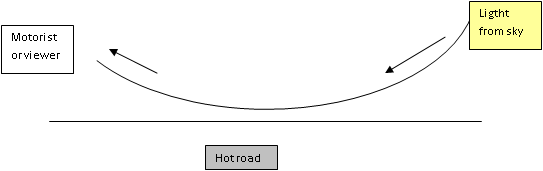 Motorist
or viewer
Ligtht
from sky
Hot road